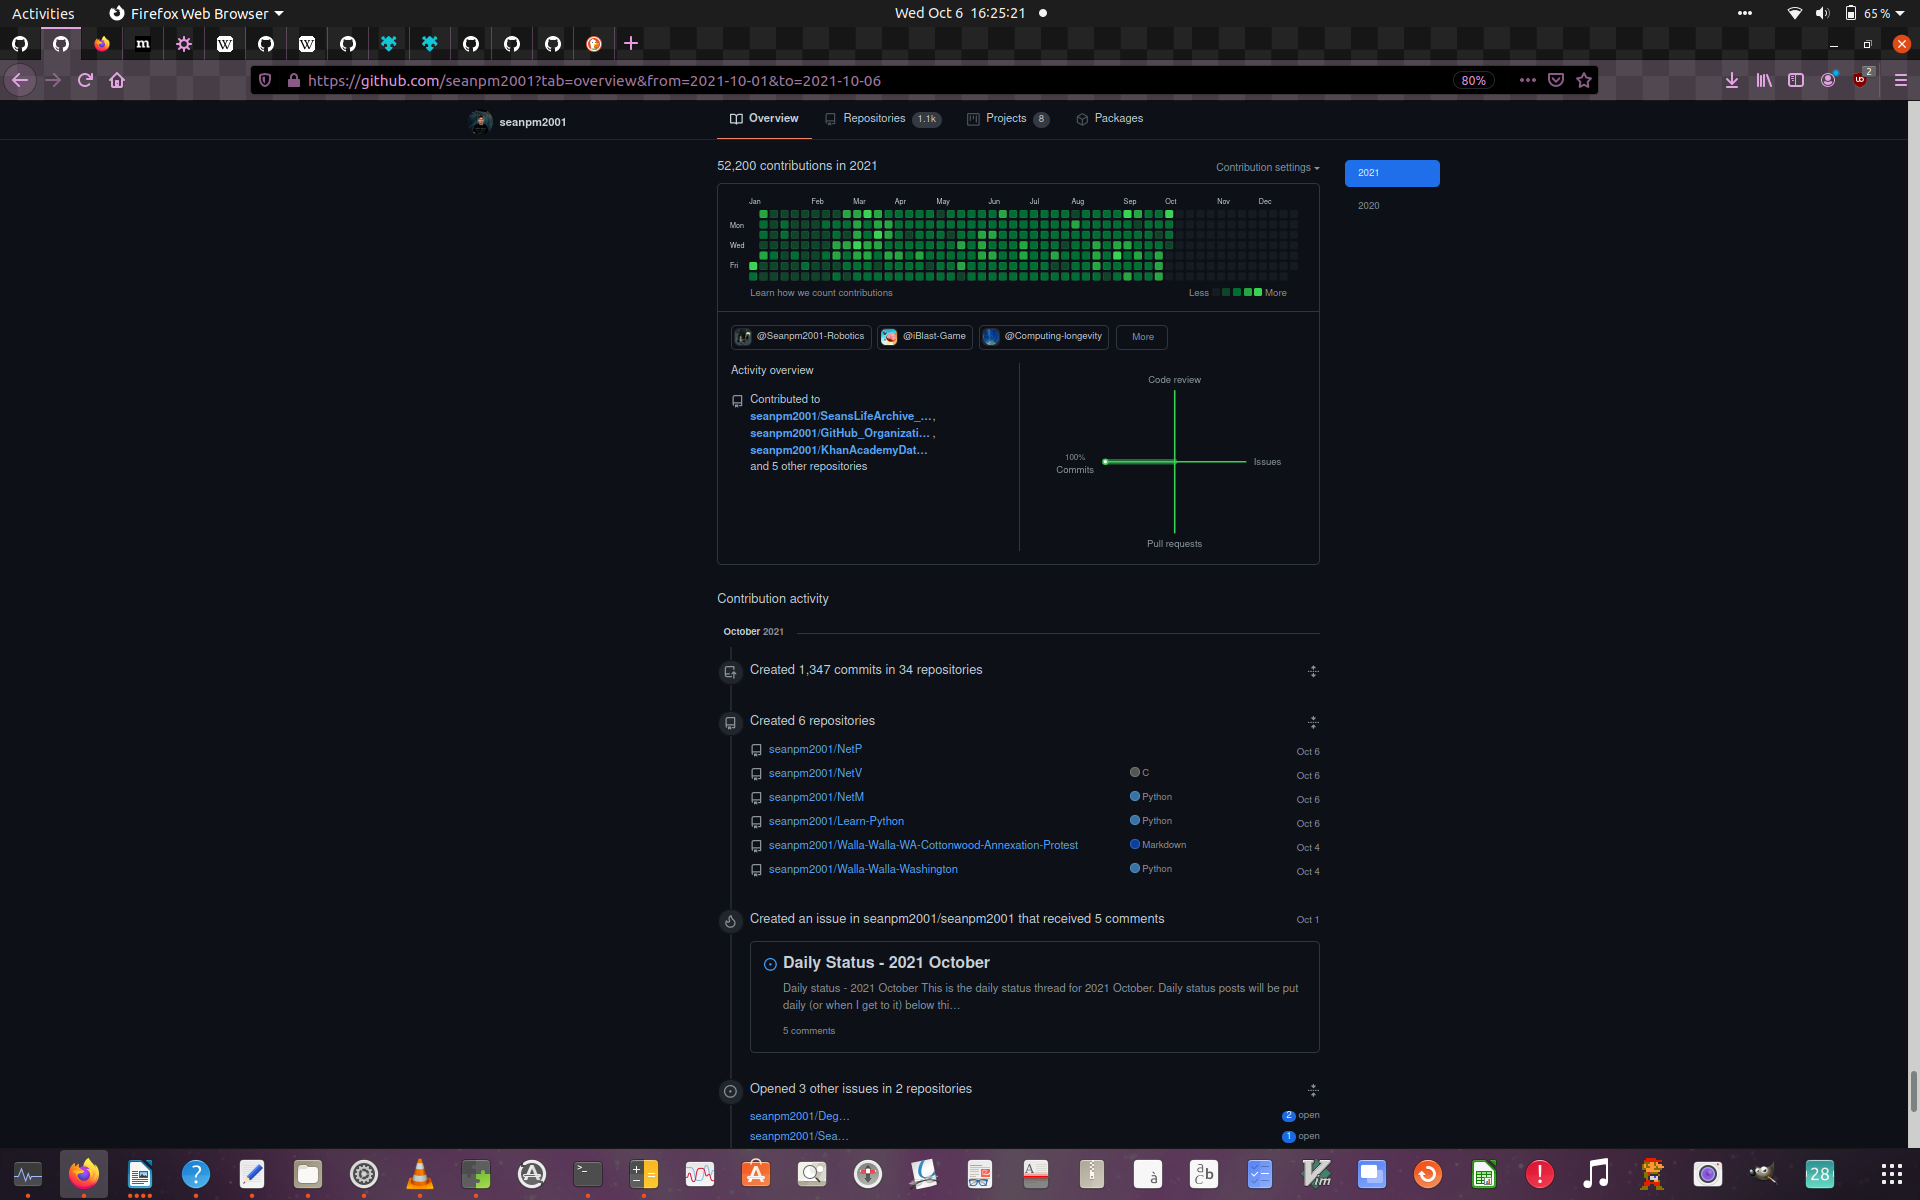 Activities
Firefox Web Browser
Wed Oct 6 16:25:21
65 %
https://github.com/seanpm2001?tab=overview&from=2021-10-01&to=2021-10-06
80%
2
seanpm2001
Overview
Repositories 1.1k
Projects 8
Packages
52,200 contributions in 2021
Contribution settings
2021
2020
Jan Feb Mar Apr May Jun Jul Aug Sep Oct Nov Dec
Mon
Wed
Fri
Learn how we count contributions
Less More
@Seanpm2001-Robotics
@iBlast-Game
@Computing-longevity
More
Activity overview
Contributed to
seanpm2001/SeansLifeArchive_…,
seanpm2001/GitHub_Organizati… ,
seanpm2001/KhanAcademyDat…
and 5 other repositories
Code review
100%
Commits
Issues
Pull requests
Contribution activity
October 2021
Created 1,347 commits in 34 repositories
Created 6 repositories
seanpm2001/NetP Oct 6
seanpm2001/NetV C Oct 6
seanpm2001/NetM Python Oct 6
seanpm2001/Learn-Python Python Oct 6
seanpm2001/Walla-Walla-WA-Cottonwood-Annexation-Protest Markdown Oct 4
seanpm2001/Walla-Walla-Washington Python Oct 4
Created an issue in seanpm2001/seanpm2001 that received 5 comments Oct 1
Daily Status - 2021 October
Daily status - 2021 October This is the daily status thread for 2021 October. Daily status posts will be put
daily (or when I get to it) below thi…
5 comments
Opened 3 other issues in 2 repositories
seanpm2001/Deg… 2 open
seanpm2001/Sea… 1 open
28